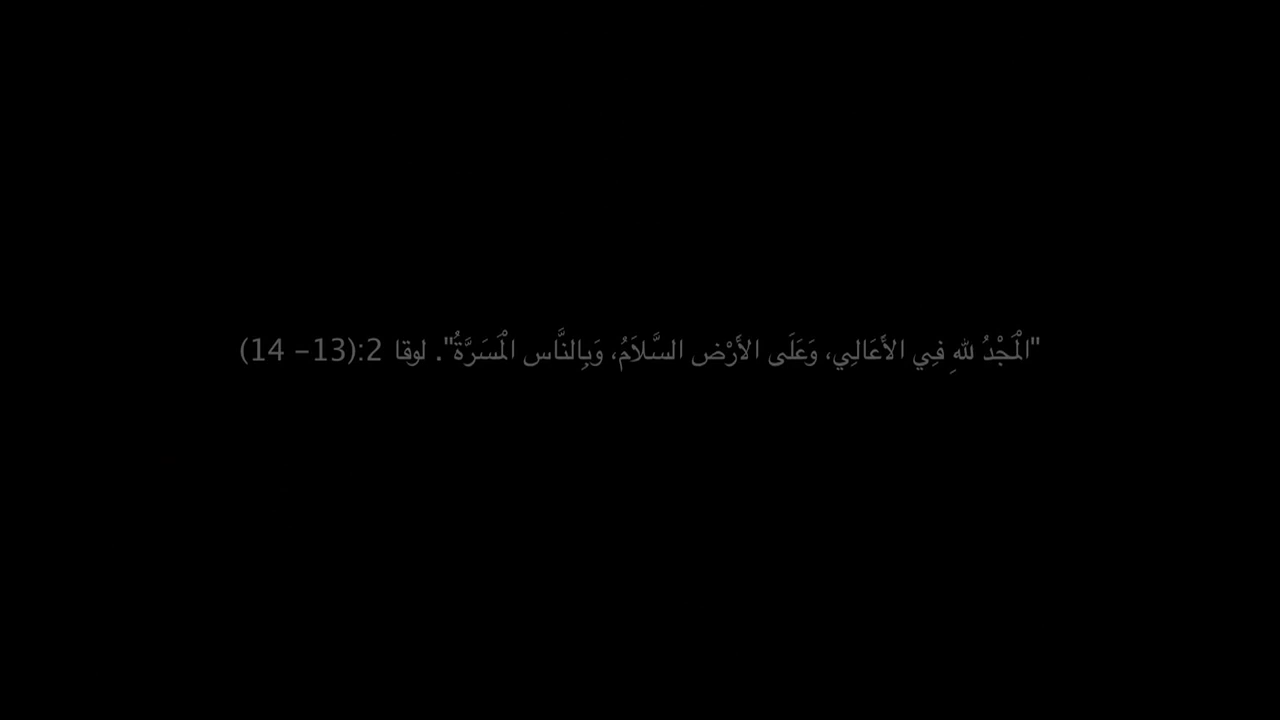 "الْمَجْدُ للهِ فِي الأَعَالِي، وَعَلَى الأَرْضِ السَّلاَمُ، وَبِالنَّاسِ الْمَسَرَّةُ". لوقا 2:(13– 14)